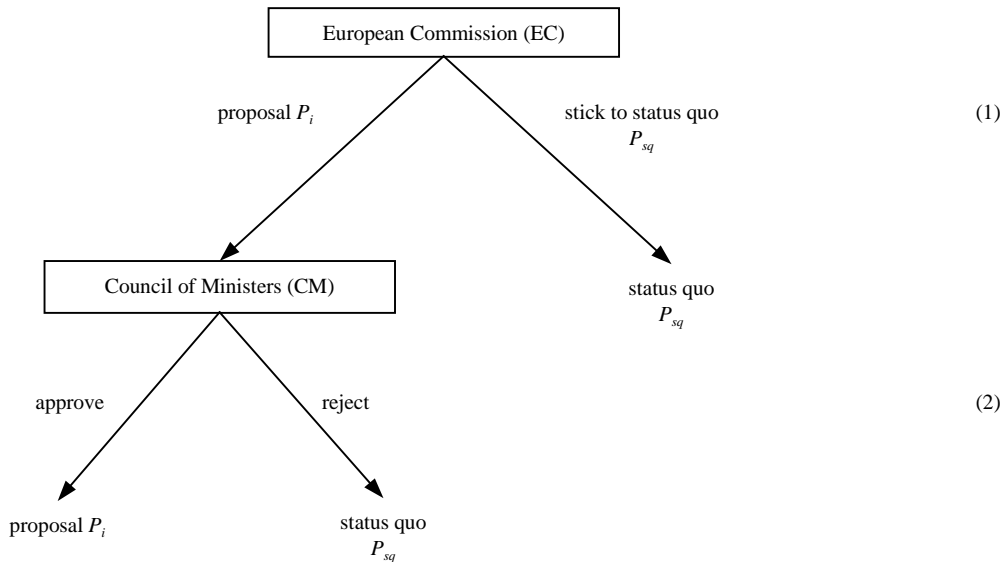 European Commission (EC)
proposal P_i
stick to status quo
P_sq
(1)
Council of Ministers (CM)
status quo
P_sq
approve
reject
(2)
proposal P_i
status quo
P_sq